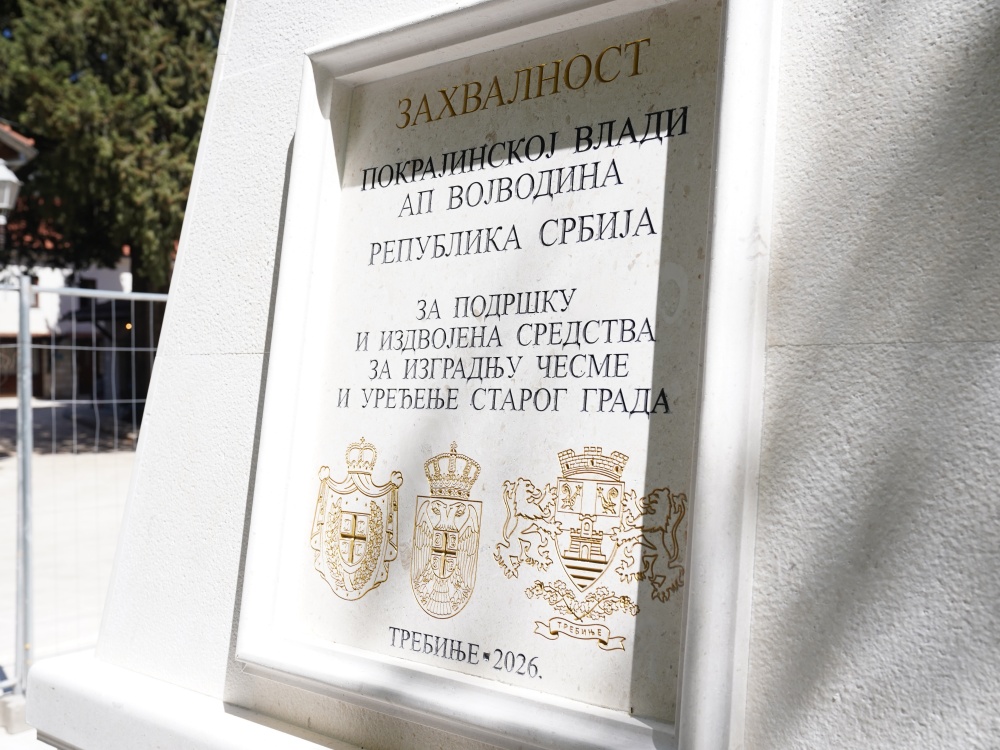 ЗАХВАЛНОСТ
ПОКРАЈИНСКОЈ ВЛАДИ
АП ВОЈВОДИНА
РЕПУБЛИКА СРБИЈА
ЗА ПОДРШКУ
И ИЗДВОЈЕНА СРЕДСТВА
ЗА ИЗГРАДЊУ ЧЕСМЕ
И УРЕЂЕЊЕ СТАРОГ ГРАДА
ТРЕБИЊЕ
ТРЕБИЊЕ▪2026.